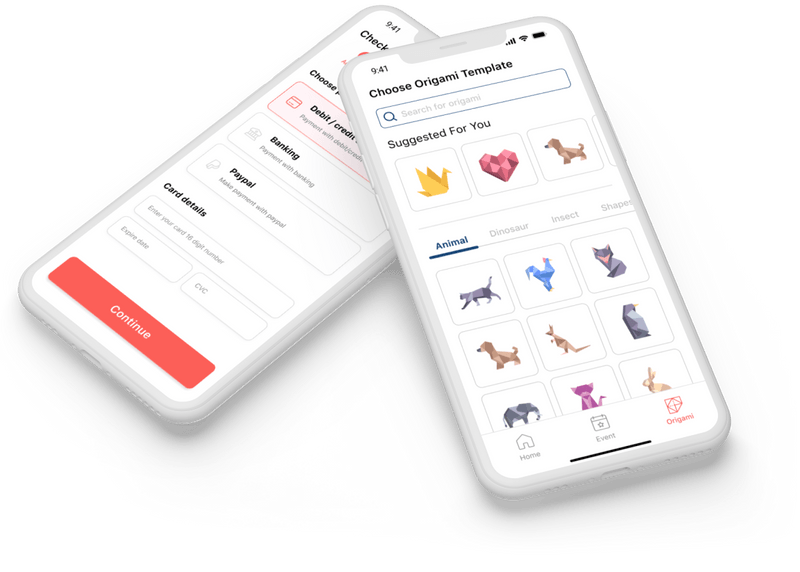 9:41
Check
Choose
Debit / credit
Payment with debit/credit
Banking
Payment with banking
Paypal
Make payment with paypal
Card details
Enter your card 16 digit number
Expire date
CVC
Continue
9:41
Choose Origami Template
Search for origami
Suggested For You
Animal
Dinosaur
Insect
Shapes
Home
Event
Origami